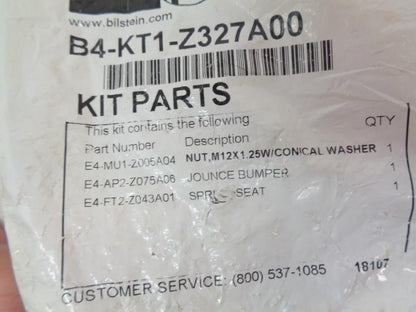 www.bilstein.com
B4-KT1-Z327A00
KIT PARTS
This kit contains the following
Part Number Description QTY
E4-MU1-Z005A04 NUT,M12X1.25W/CONICAL WASHER 1
E4-AP2-Z075A06 JOUNCE BUMPER 1
E4-FT2-Z043A01 SEAT 1
CUSTOMER SERVICE: (800) 537-1085 18107